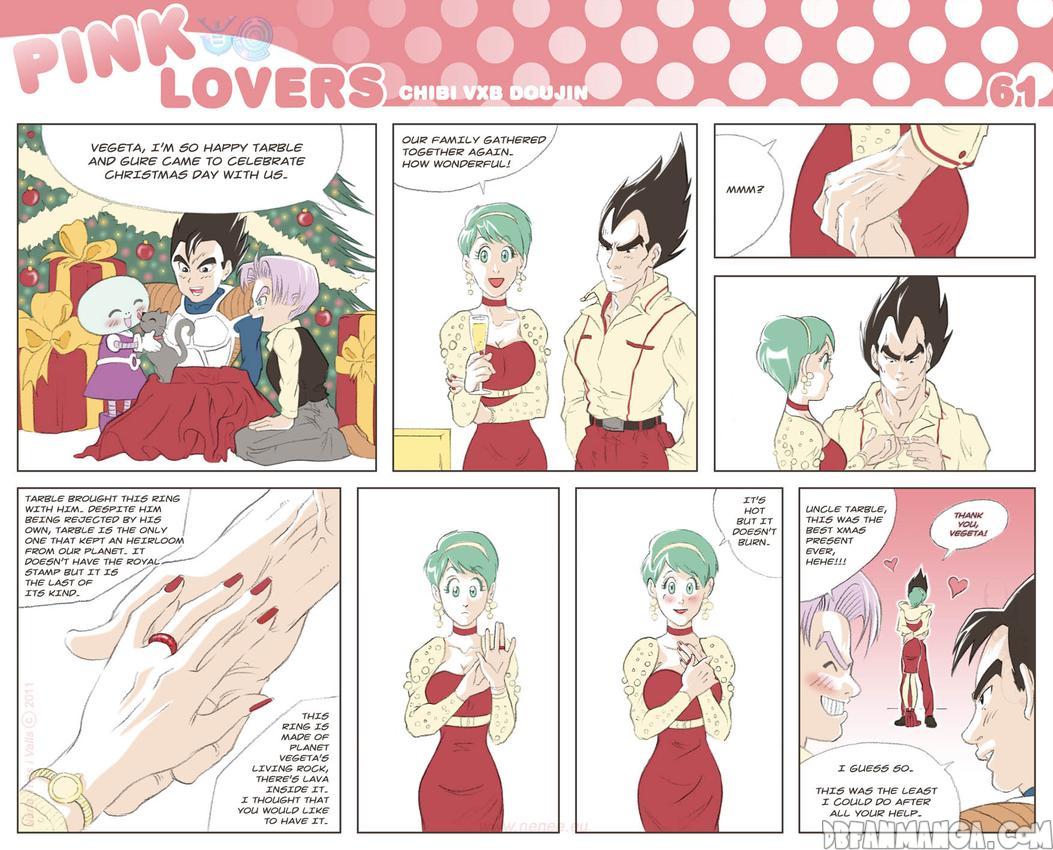 PINK
LOVERS
CHIBI VXB DOUJIN
61
VEGETA, I'M SO HAPPY TARBLE
AND GURE CAME TO CELEBRATE
CHRISTMAS DAY WITH US.
OUR FAMILY GATHERED
TOGETHER AGAIN.
HOW WONDERFUL!
MMM?
TARBLE BROUGHT THIS RING
WITH HIM. DESPITE HIM
BEING REJECTED BY HIS
OWN, TARBLE IS THE ONLY
ONE THAT KEPT AN HEIRLOOM
FROM OUR PLANET. IT
DOESN'T HAVE THE ROYAL
STAMP BUT IT IS
THE LAST OF
ITS KIND.
THIS
RING IS
MADE OF
PLANET
VEGETA'S
LIVING ROCK,
THERE'S LAVA
INSIDE IT.
I THOUGHT THAT
YOU WOULD LIKE
TO HAVE IT.
Valls © 2011
IT'S
HOT
BUT IT
DOESN'T
BURN.
www.nenee.eu
UNCLE TARBLE,
THIS WAS THE
BEST XMAS
PRESENT
EVER,
HEHE!!!
THANK
YOU,
VEGETA!
I GUESS SO.
THIS WAS THE LEAST
I COULD DO AFTER
ALL YOUR HELP.
DBFANMANGA.COM